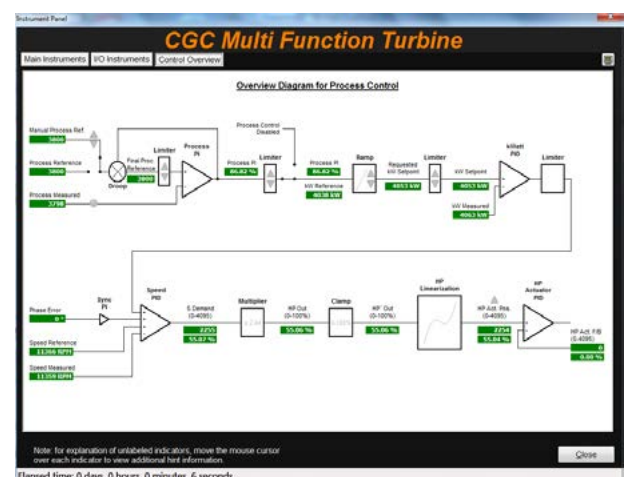 Instrument Panel
CGC Multi Function Turbine
Main Instruments I/O Instruments Control Overview
Overview Diagram for Process Control
Manual Process Ref.
3800
Process Reference
3800
Process Measured
3798
Droop
Final Proc.
Reference
3800
Limiter
Process
PI
Process PI
86.82 %
Limiter
Process Control
Disabled
Process PI
86.82 %
kW Reference
4038 kW
Ramp
Requested
kW Setpoint
4053 kW
Limiter
kW Setpoint
4053 kW
kW Measured
4063 kW
kWatt
PID
Limiter
Phase Error
0 °
Sync
PI
Speed Reference
11366 RPM
Speed Measured
11359 RPM
Speed
PID
S.Demand
(0-4095)
2255
55.07 %
Multiplier
HP Out
(0-100%)
55.06 %
Clamp
0-100%
HP' Out
(0-100%)
55.06 %
HP
Linearization
HP Act. Pos.
(0-4095)
2254
55.04 %
HP
Actuator
PID
HP Act. F/B
(0-4095)
0
0.00 %
Note: for explanation of unlabeled indicators, move the mouse cursor
over each indicator to view additional hint information.
Close
Elapsed time: 0 days, 0 hours, 0 minutes, 6 seconds